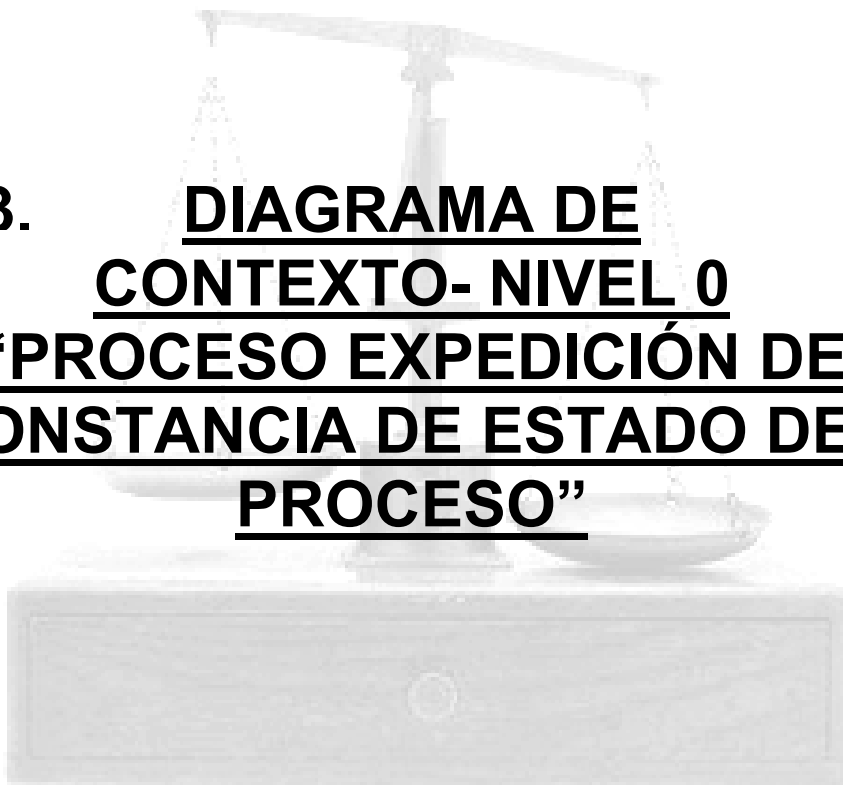 . DIAGRAMA DE
CONTEXTO- NIVEL 0
“PROCESO EXPEDICIÓN DE
ONSTANCIA DE ESTADO DE
PROCESO”